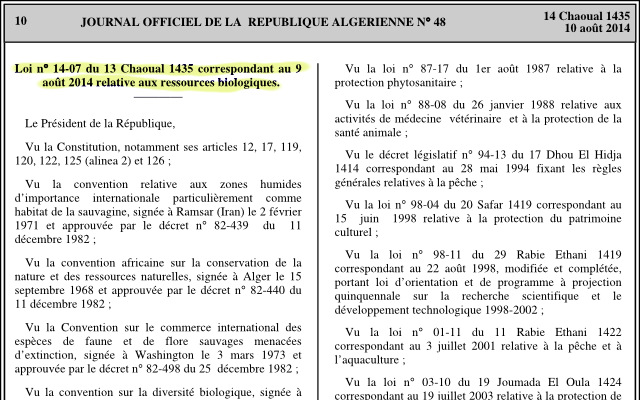 10
JOURNAL OFFICIEL DE LA REPUBLIQUE ALGERIENNE N° 48
14 Chaoual 1435
10 août 2014
Loi n° 14-07 du 13 Chaoual 1435 correspondant au 9
août 2014 relative aux ressources biologiques.
Le Président de la République,
Vu la Constitution, notamment ses articles 12, 17, 119,
120, 122, 125 (alinea 2) et 126 ;
Vu la convention relative aux zones humides
d'importance internationale particulièrement comme
habitat de la sauvagine, signée à Ramsar (Iran) le 2 février
1971 et approuvée par le décret n° 82-439 du 11
décembre 1982 ;
Vu la convention africaine sur la conservation de la
nature et des ressources naturelles, signée à Alger le 15
septembre 1968 et approuvée par le décret n° 82-440 du
11 décembre 1982 ;
Vu la Convention sur le commerce international des
espèces de faune et de flore sauvages menacées
d'extinction, signée à Washington le 3 mars 1973 et
approuvée par le décret n° 82-498 du 25 décembre 1982 ;
Vu la convention sur la diversité biologique, signée à
Vu la loi n° 87-17 du 1er août 1987 relative à la
protection phytosanitaire ;
Vu la loi n° 88-08 du 26 janvier 1988 relative aux
activités de médecine vétérinaire et à la protection de la
santé animale ;
Vu le décret législatif n° 94-13 du 17 Dhou El Hidja
1414 correspondant au 28 mai 1994 fixant les règles
générales relatives à la pêche ;
Vu la loi n° 98-04 du 20 Safar 1419 correspondant au
15 juin 1998 relative à la protection du patrimoine
culturel ;
Vu la loi n° 98-11 du 29 Rabie Ethani 1419
correspondant au 22 août 1998, modifiée et complétée,
portant loi d'orientation et de programme à projection
quinquennale sur la recherche scientifique et le
développement technologique 1998-2002 ;
Vu la loi n° 01-11 du 11 Rabie Ethani 1422
correspondant au 3 juillet 2001 relative à la pêche et à
l'aquaculture ;
Vu la loi n° 03-10 du 19 Joumada El Oula 1424
correspondant au 19 juillet 2003 relative à la protection de